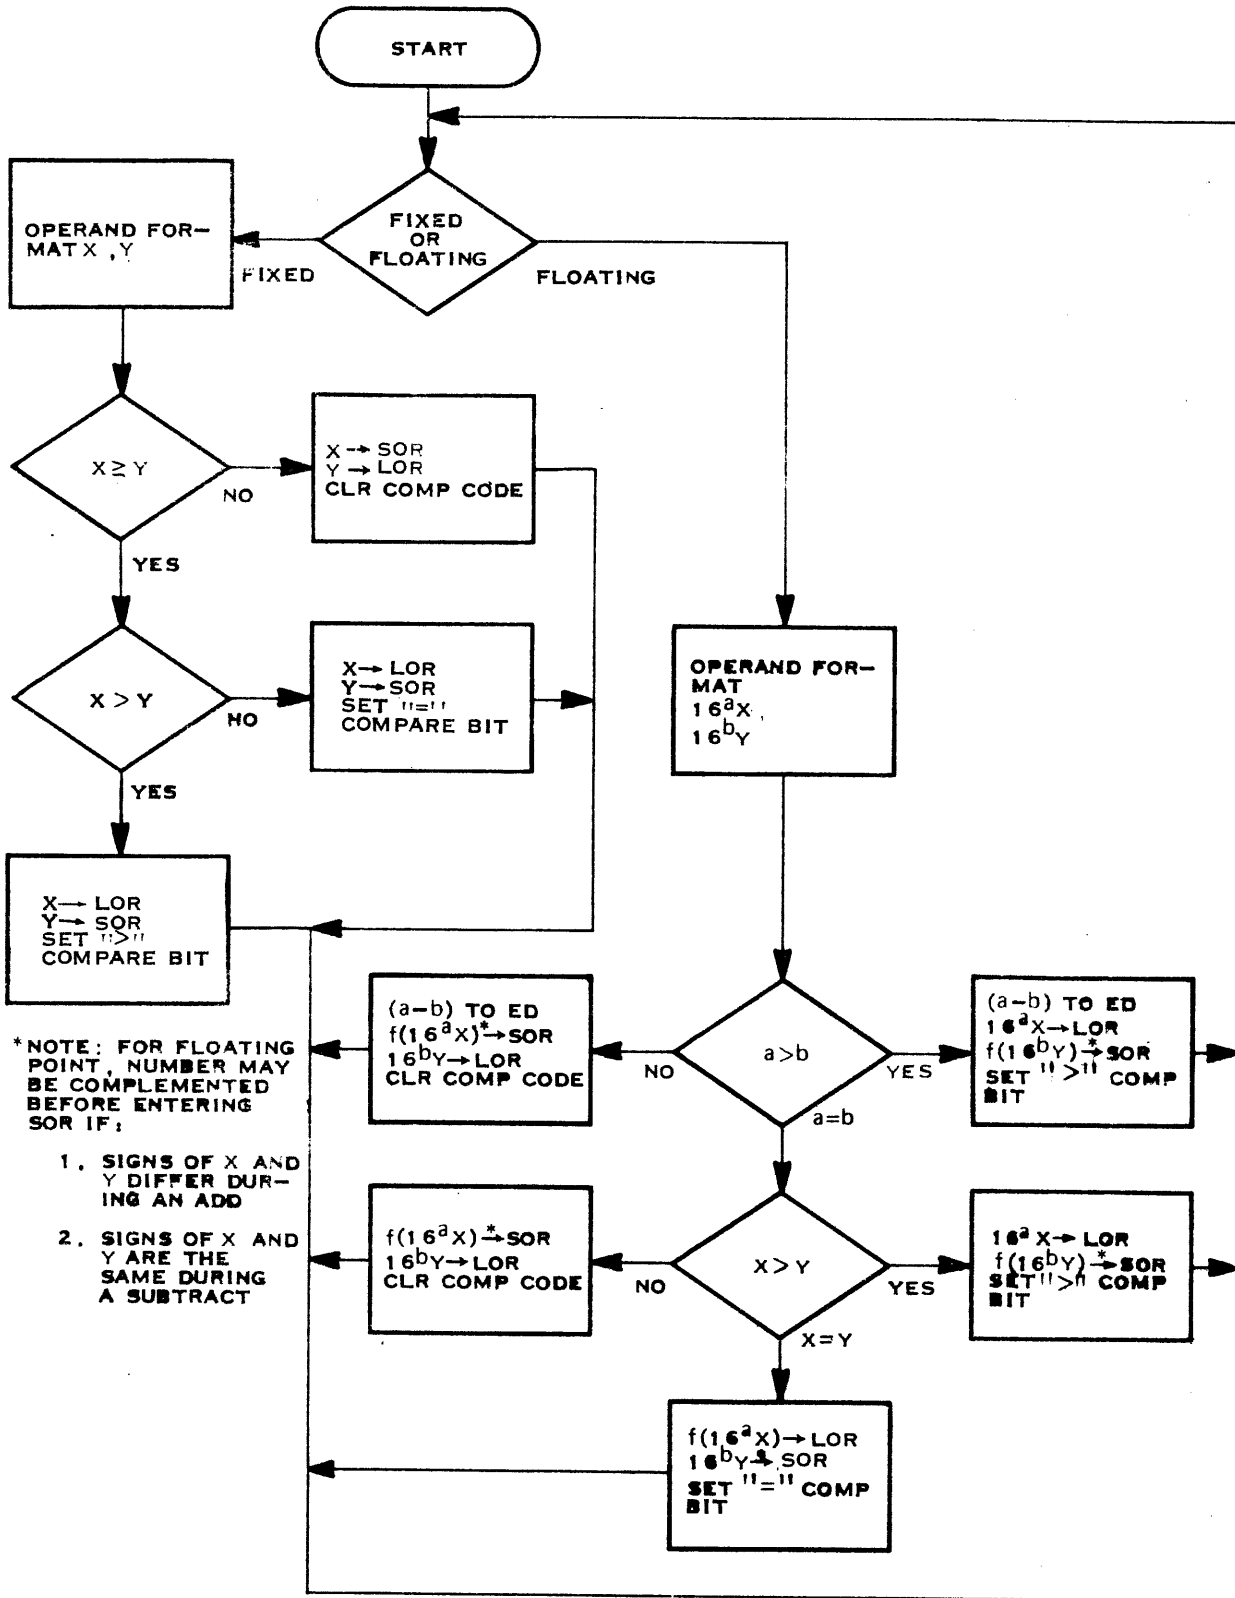 START
FIXED
OR
FLOATING
OPERAND FOR-
MAT X , Y
FIXED
FLOATING
X ≥ Y
NO
X → SOR
Y → LOR
CLR COMP CODE
YES
X > Y
NO
X → LOR
Y → SOR
SET "="
COMPARE BIT
YES
OPERAND FOR-
MAT
16ᵃX,
16ᵇY
X → LOR
Y → SOR
SET ">"
COMPARE BIT
(a-b) TO ED
f(16ᵃX)*→SOR
16ᵇY→LOR
CLR COMP CODE
NO
a > b
YES
a=b
(a-b) TO ED
16ᵃX→LOR
f(16ᵇY)*→SOR
SET ">" COMP
BIT
*NOTE: FOR FLOATING
POINT, NUMBER MAY
BE COMPLEMENTED
BEFORE ENTERING
SOR IF:
1. SIGNS OF X AND
Y DIFFER DUR-
ING AN ADD
2. SIGNS OF X AND
Y ARE THE
SAME DURING
A SUBTRACT
f(16ᵃX)*→SOR
16ᵇY→LOR
CLR COMP CODE
NO
X > Y
YES
X=Y
16ᵃX→LOR
f(16ᵇY)*→SOR
SET ">" COMP
BIT
f(16ᵃX)→LOR
16ᵇY*→SOR
SET "=" COMP
BIT